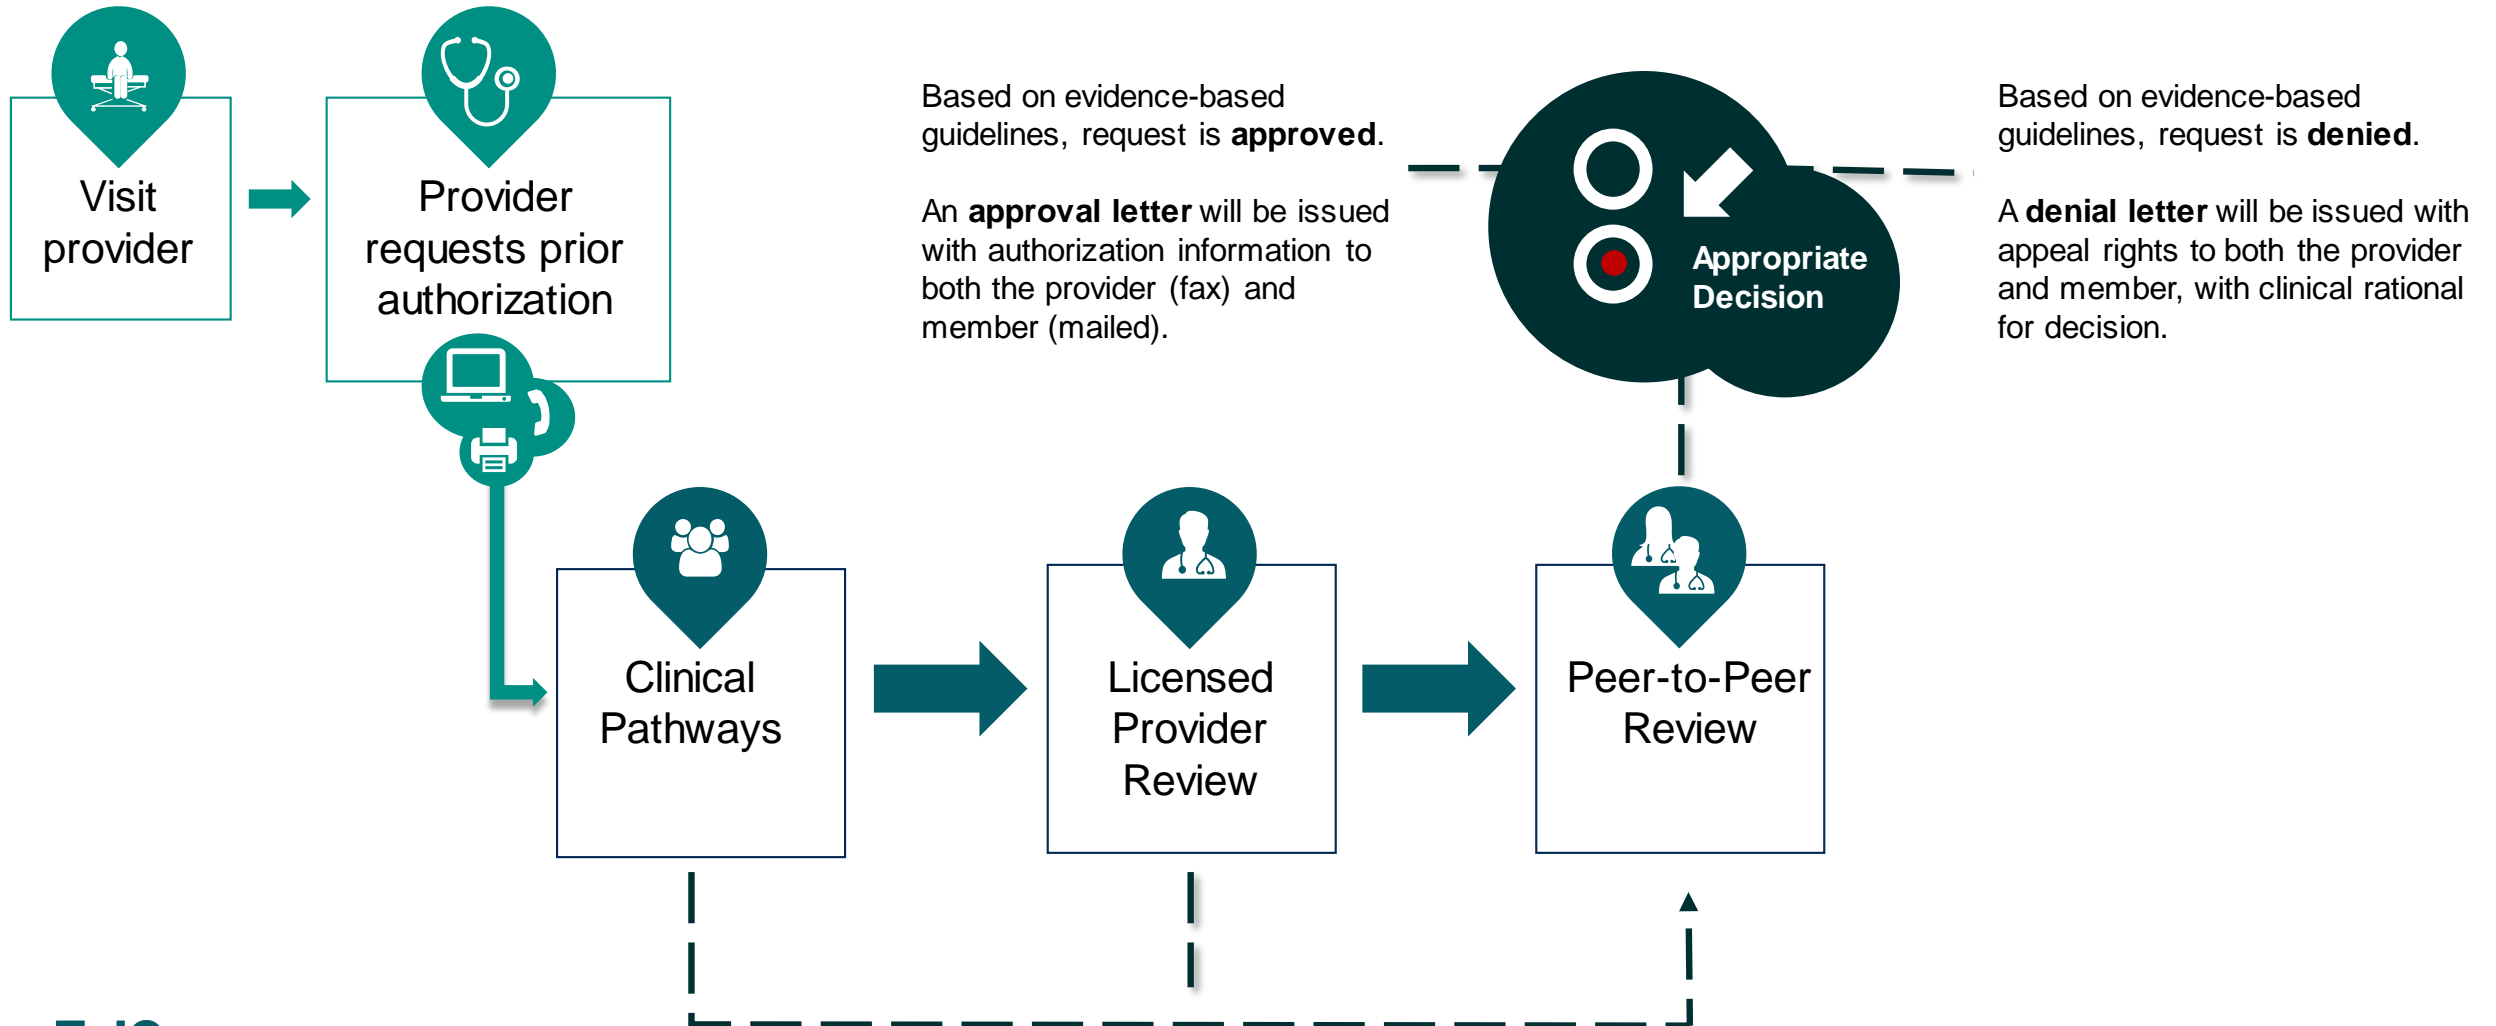 Visit
provider
Provider
requests prior
authorization
Based on evidence-based
guidelines, request is approved.
An approval letter will be issued
with authorization information to
both the provider (fax) and
member (mailed).
Appropriate
Decision
Based on evidence-based
guidelines, request is denied.
A denial letter will be issued with
appeal rights to both the provider
and member, with clinical rational
for decision.
Clinical
Pathways
Licensed
Provider
Review
Peer-to-Peer
Review